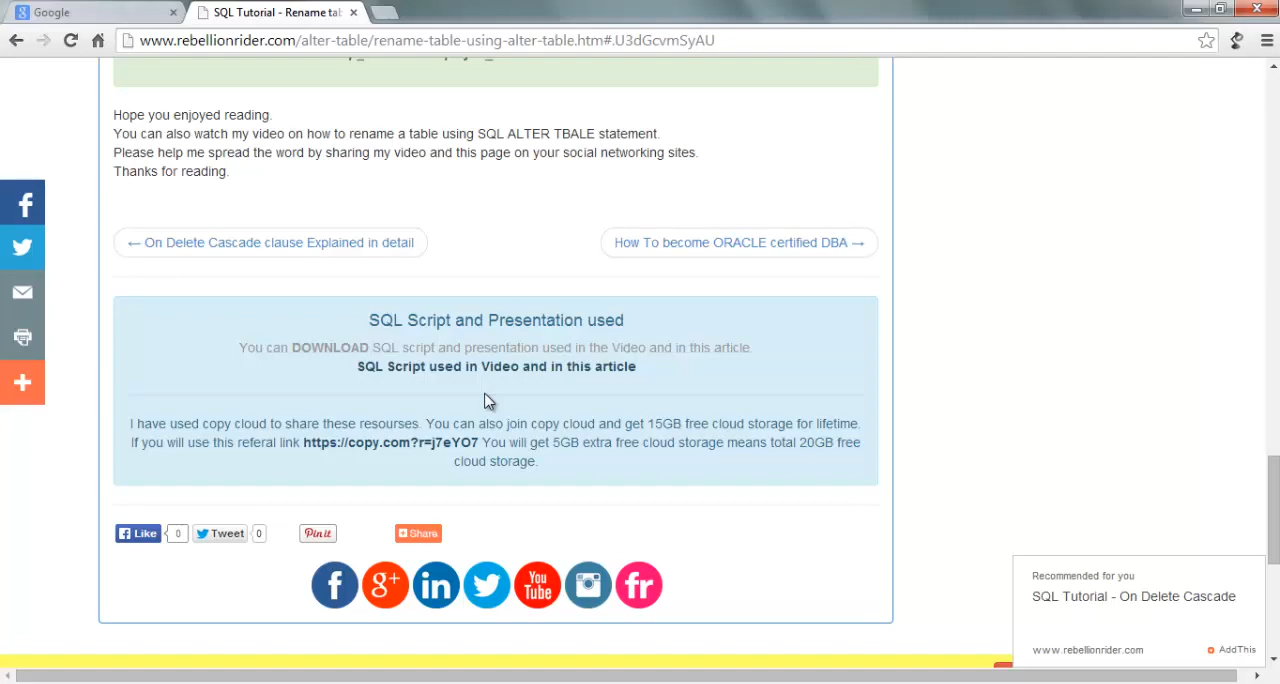 Google
SQL Tutorial - Rename tab
www.rebellionrider.com/alter-table/rename-table-using-alter-table.htm#.U3dGcvmSyAU
Hope you enjoyed reading.
You can also watch my video on how to rename a table using SQL ALTER TBALE statement.
Please help me spread the word by sharing my video and this page on your social networking sites.
Thanks for reading.
← On Delete Cascade clause Explained in detail
How To become ORACLE certified DBA →
SQL Script and Presentation used
You can DOWNLOAD SQL script and presentation used in the Video and in this article.
SQL Script used in Video and in this article
I have used copy cloud to share these resourses. You can also join copy cloud and get 15GB free cloud storage for lifetime.
If you will use this referal link https://copy.com?r=j7eYO7 You will get 5GB extra free cloud storage means total 20GB free
cloud storage.
Like 0 Tweet 0 Pin it Share
f g+ in You Tube fr
Recommended for you
SQL Tutorial - On Delete Cascade
www.rebellionrider.com AddThis